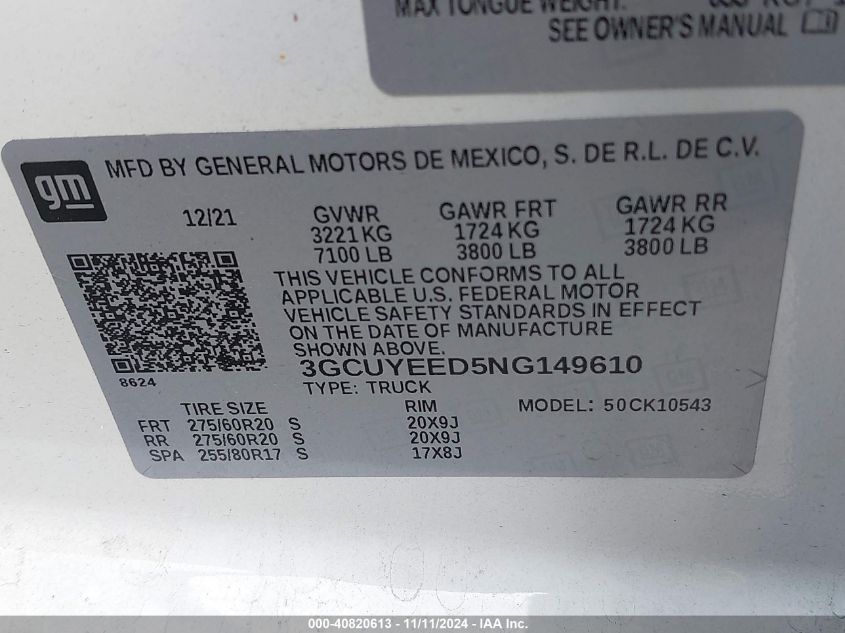 MAX TONGUE WEIGHT:
SEE OWNER'S MANUAL
gm
MFD BY GENERAL MOTORS DE MEXICO, S. DE R.L. DE C.V.
12/21 GVWR GAWR FRT GAWR RR
3221 KG 1724 KG 1724 KG
7100 LB 3800 LB 3800 LB
THIS VEHICLE CONFORMS TO ALL
APPLICABLE U.S. FEDERAL MOTOR
VEHICLE SAFETY STANDARDS IN EFFECT
ON THE DATE OF MANUFACTURE
SHOWN ABOVE.
3GCUYEED5NG149610
8624
TYPE: TRUCK
TIRE SIZE RIM MODEL: 50CK10543
FRT 275/60R20 S 20X9J
RR 275/60R20 S 20X9J
SPA 255/80R17 S 17X8J
000-40820613 - 11/11/2024 - IAA Inc.